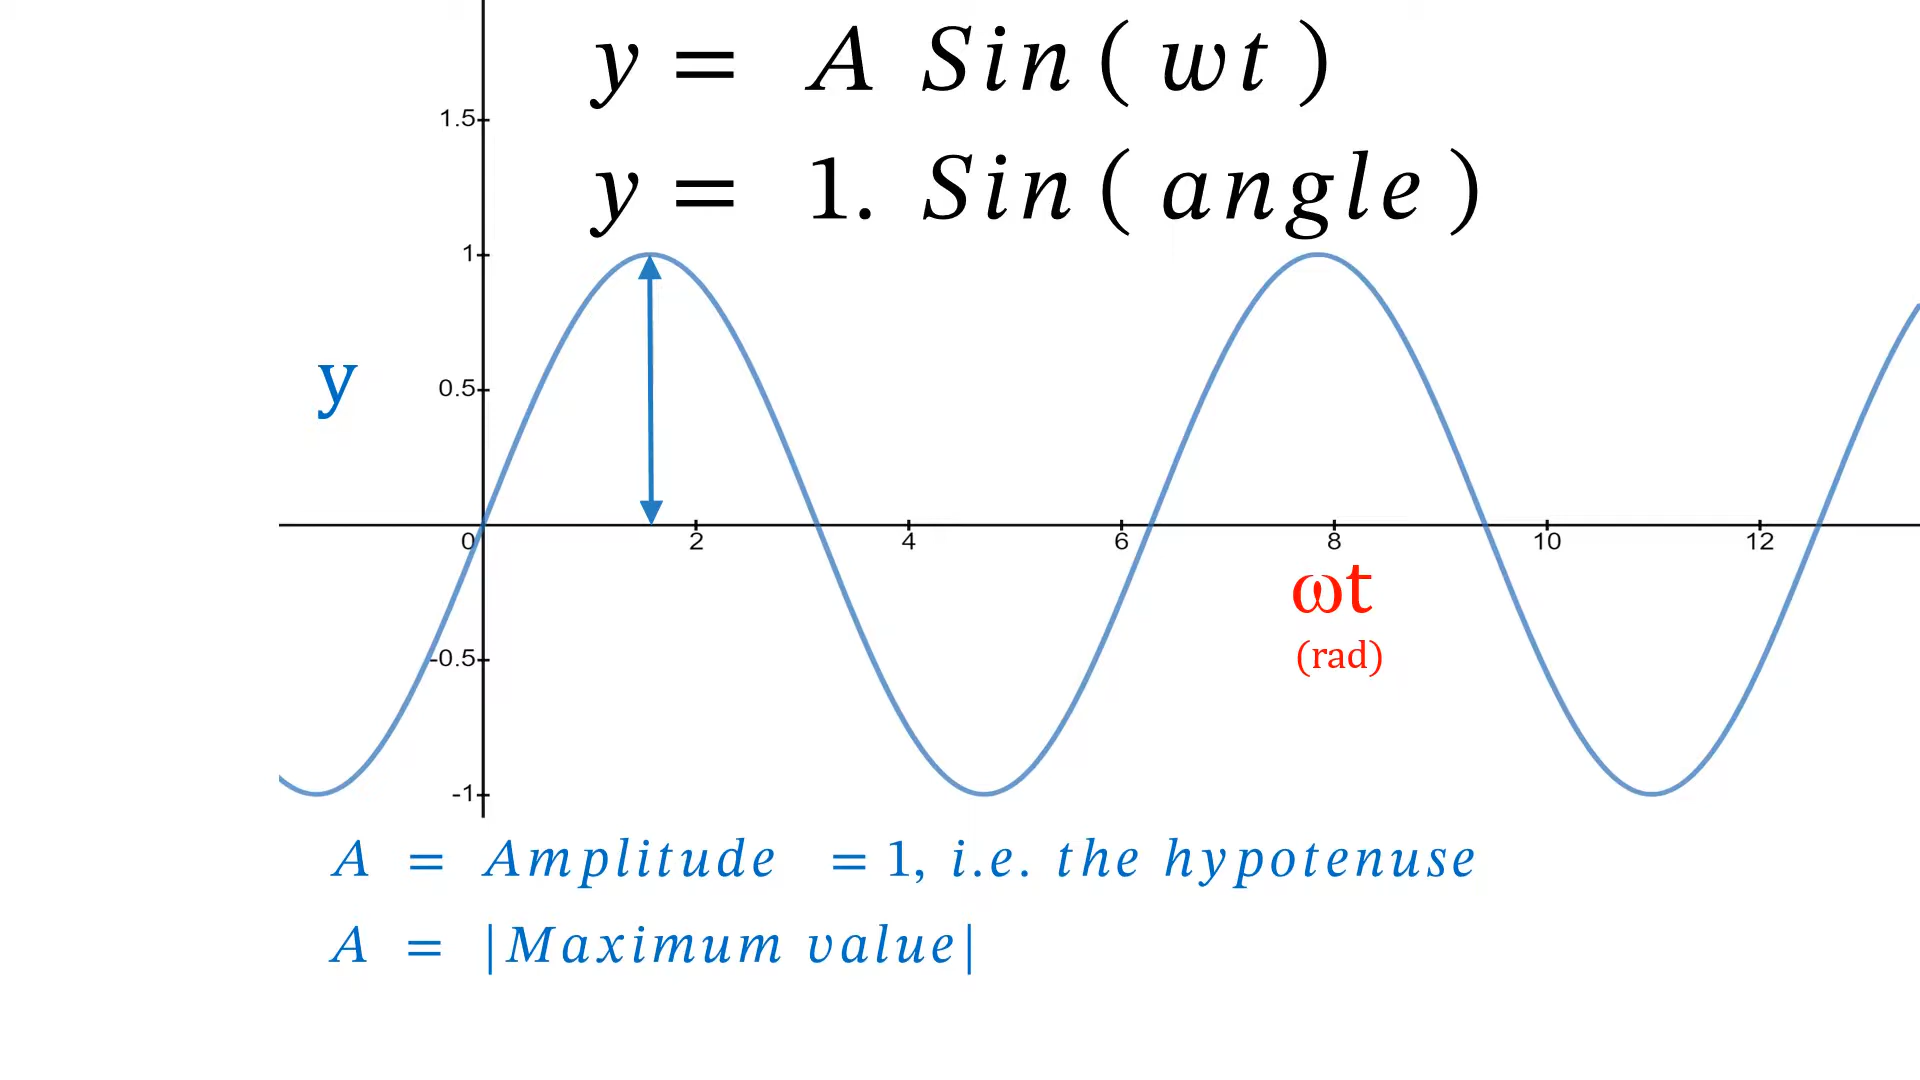 y = A Sin ( wt )
y = 1. Sin ( angle )
1.5
1
y
0.5
0 2 4 6 8 10 12
ωt
(rad)
-0.5
-1
A = Amplitude = 1, i.e. the hypotenuse
A = |Maximum value|